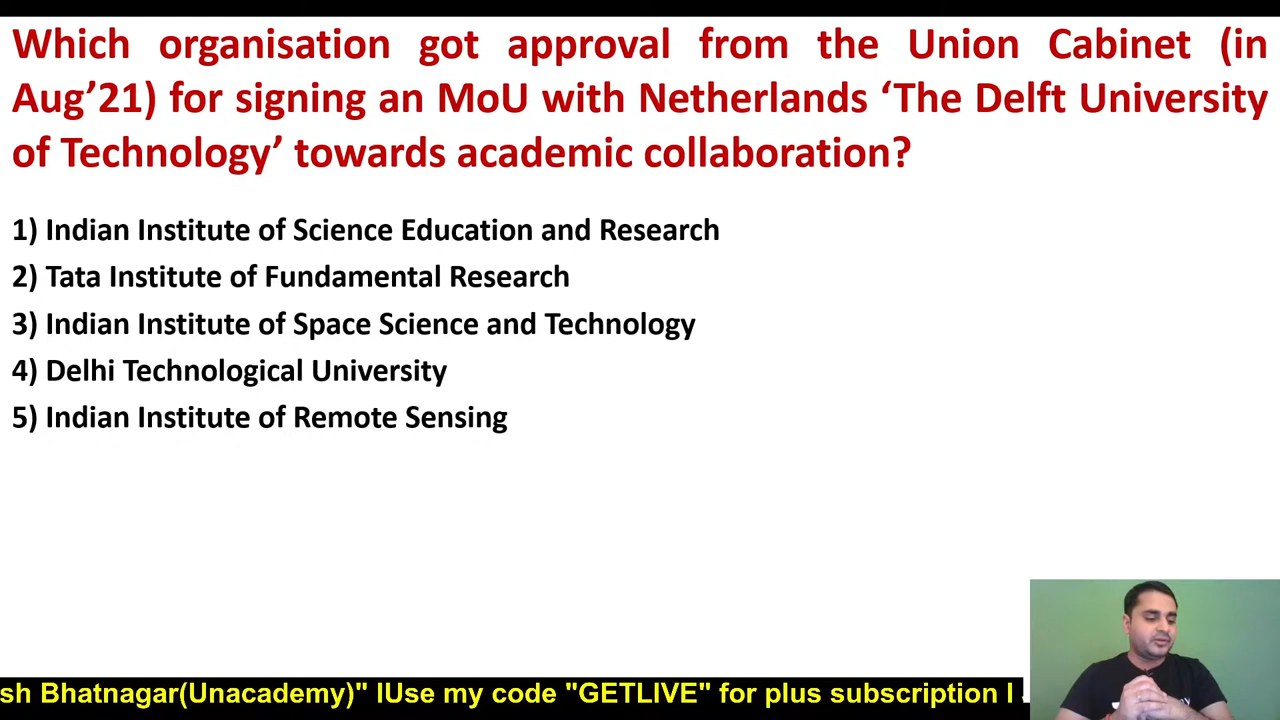 Which organisation got approval from the Union Cabinet (in
Aug’21) for signing an MoU with Netherlands ‘The Delft University
of Technology’ towards academic collaboration?
1) Indian Institute of Science Education and Research
2) Tata Institute of Fundamental Research
3) Indian Institute of Space Science and Technology
4) Delhi Technological University
5) Indian Institute of Remote Sensing
sh Bhatnagar(Unacademy)" lUse my code "GETLIVE" for plus subscription I